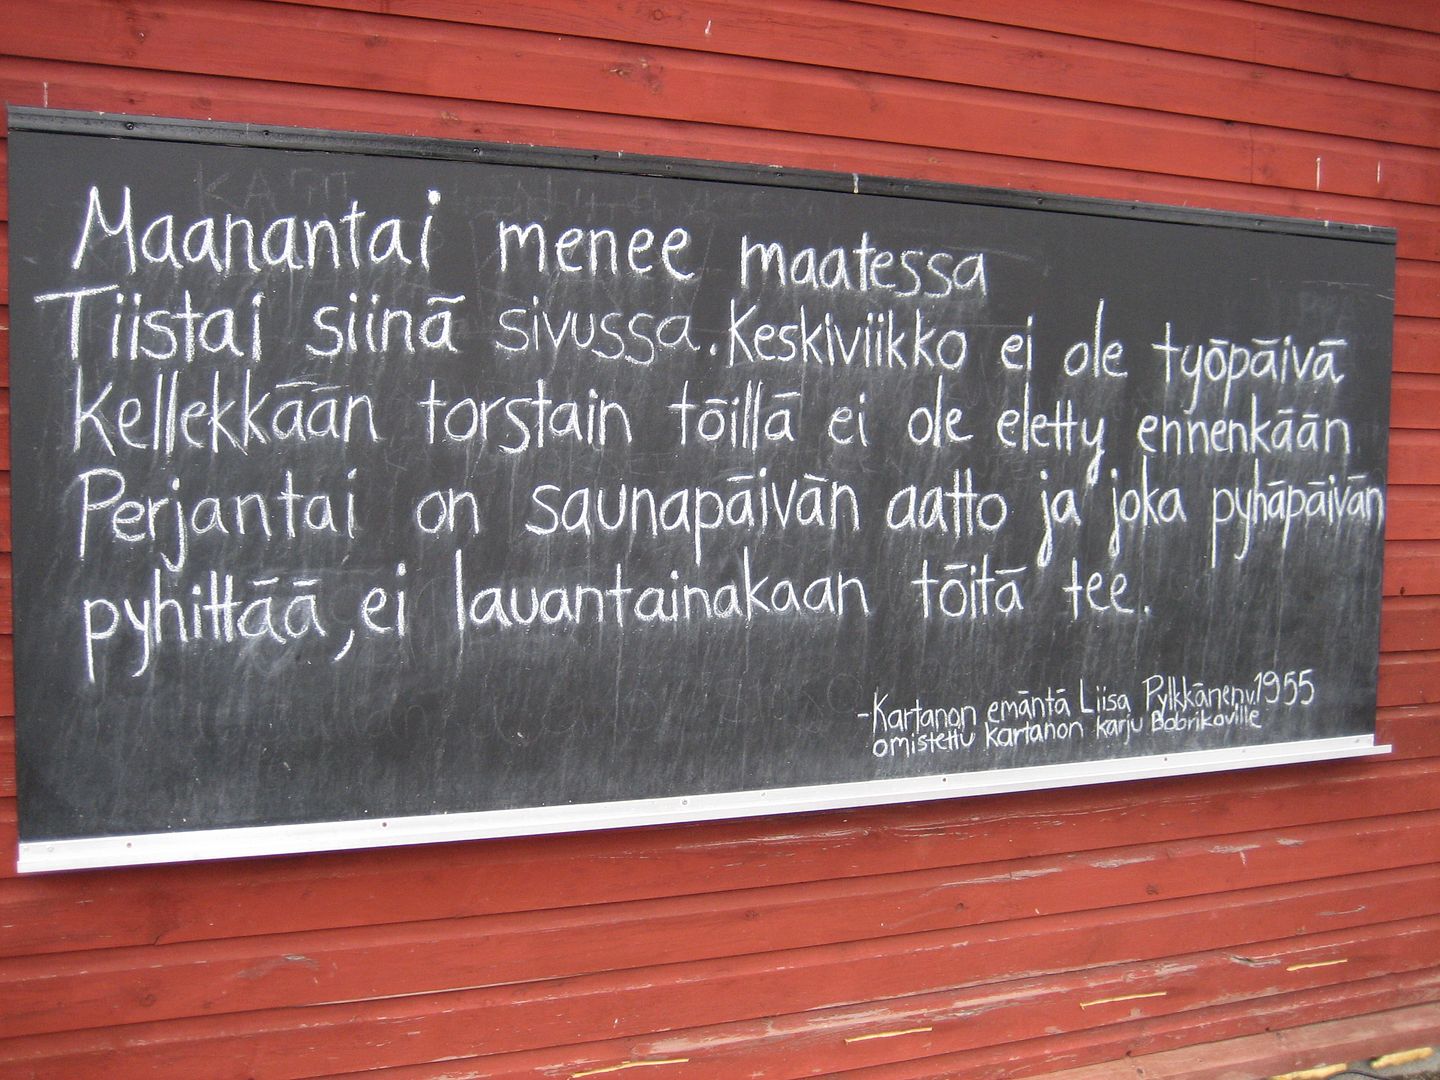 Maanantai menee maatessa
Tiistai siinä sivussa. Keskiviikko ei ole työpäivä
Kellekkään torstain töillä ei ole eletty ennenkään
Perjantai on saunapäivän aatto ja joka pyhäpäivän
pyhittää, ei lauantainakaan töitä tee.
-Kartanon emäntä Liisa Pylkkänen v.1955
omistettu kartanon karju Bobrikoville